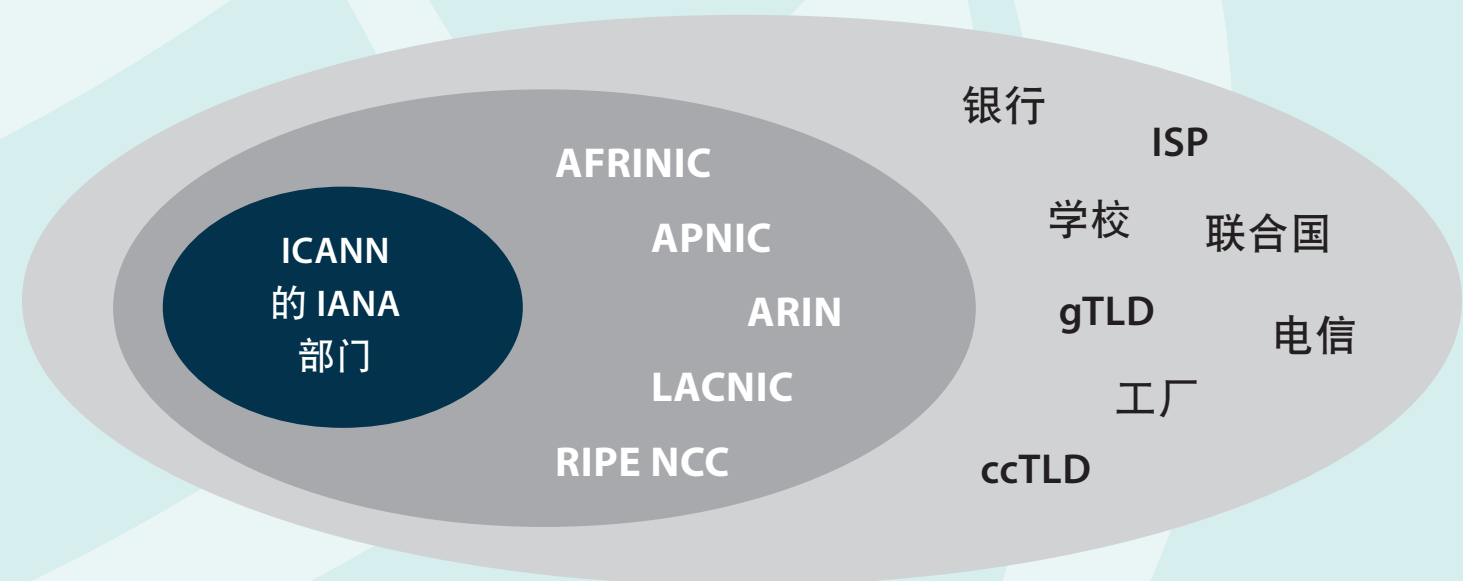 ICANN
的 IANA
部门
AFRINIC
APNIC
ARIN
LACNIC
RIPE NCC
银行
ISP
学校
联合国
gTLD
电信
工厂
ccTLD